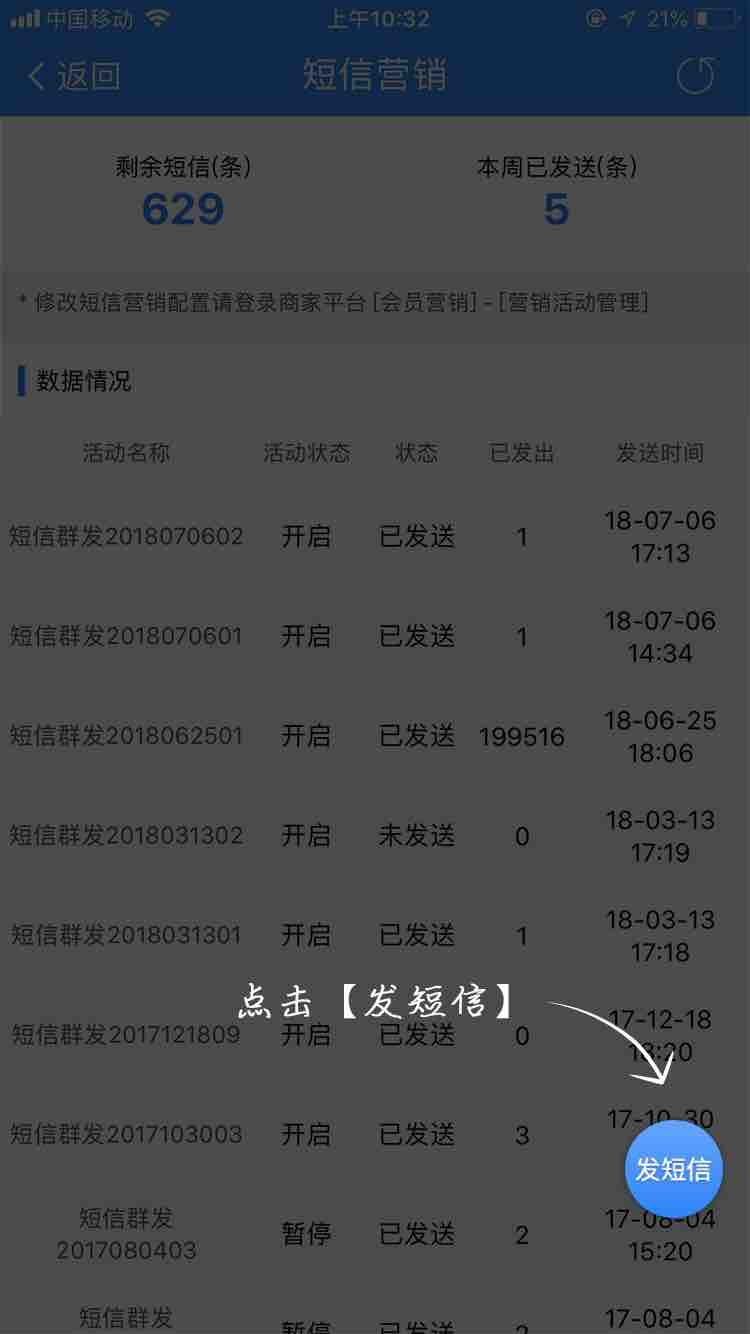 中国移动 上午10:32 21%
返回 短信营销
剩余短信(条) 本周已发送(条)
629 5
* 修改短信营销配置请登录商家平台 [会员营销] - [营销活动管理]
数据情况
活动名称 活动状态 状态 已发出 发送时间
短信群发2018070602 开启 已发送 1 18-07-06
17:13
短信群发2018070601 开启 已发送 1 18-07-06
14:34
短信群发2018062501 开启 已发送 199516 18-06-25
18:06
短信群发2018031302 开启 未发送 0 18-03-13
17:19
短信群发2018031301 开启 已发送 1 18-03-13
17:18
点击【发短信】
短信群发2017121809 开启 已发送 0 17-12-18
短信群发2017103003 开启 已发送 3 17-10-30
发短信
短信群发
2017080403 暂停 已发送 2 17-08-04
15:20
短信群发 暂停 已发送 2 17-08-04